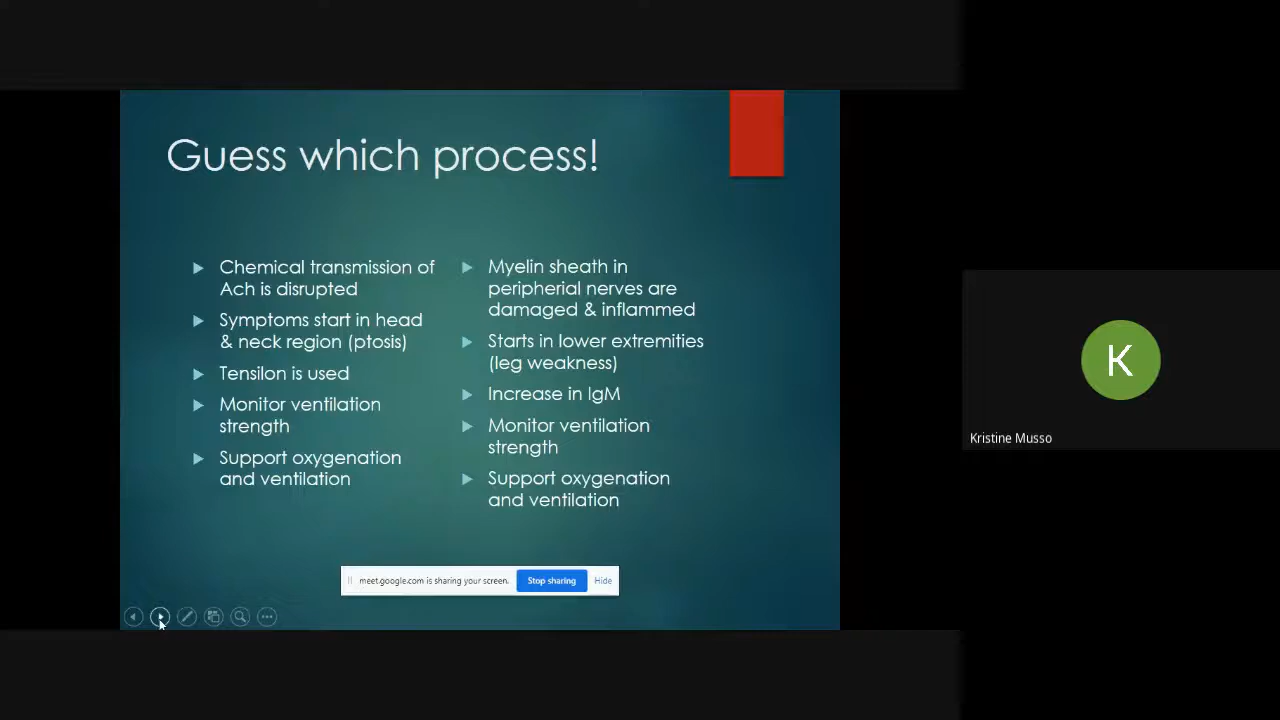 Guess which process!
Chemical transmission of
Ach is disrupted
Symptoms start in head
& neck region (ptosis)
Tensilon is used
Monitor ventilation
strength
Support oxygenation
and ventilation
Myelin sheath in
peripherial nerves are
damaged & inflammed
Starts in lower extremities
(leg weakness)
Increase in IgM
Monitor ventilation
strength
Support oxygenation
and ventilation
meet.google.com is sharing your screen.
Stop sharing
Hide
K
Kristine Musso